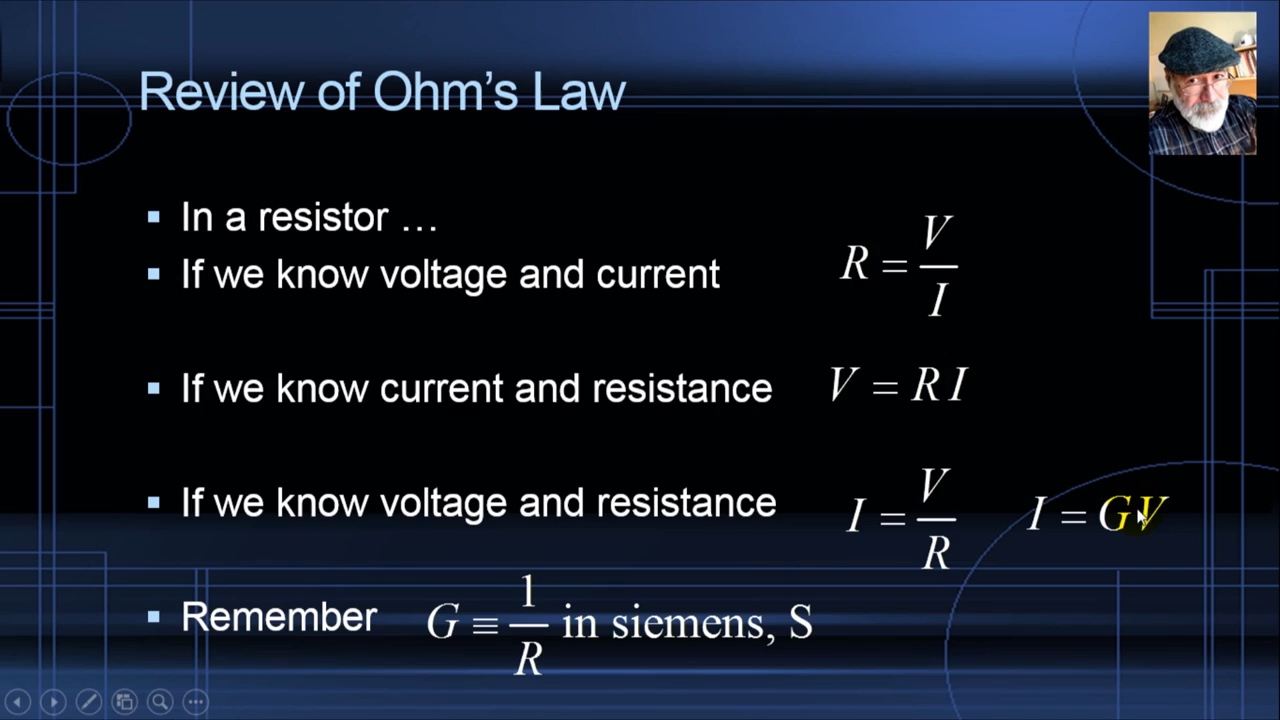 Review of Ohm's Law
▪ In a resistor …
▪ If we know voltage and current R = V/I
▪ If we know current and resistance V = R I
▪ If we know voltage and resistance I = V/R I = GV
▪ Remember G ≡ 1/R in siemens, S